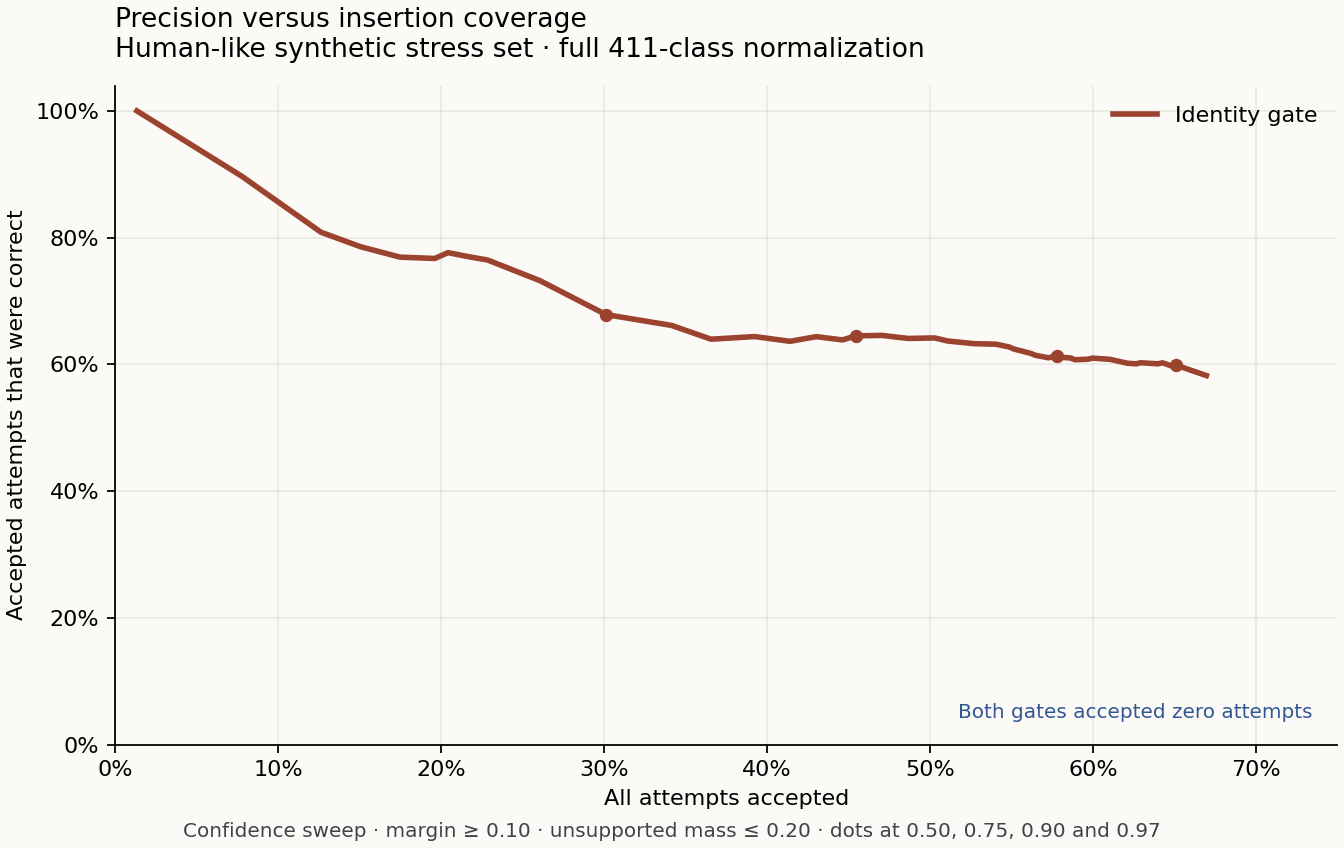 Precision versus insertion coverage
Human-like synthetic stress set · full 411-class normalization
Identity gate
Accepted attempts that were correct
100%
80%
60%
40%
20%
0%
Both gates accepted zero attempts
0%
10%
20%
30%
40%
50%
60%
70%
All attempts accepted
Confidence sweep · margin ≥ 0.10 · unsupported mass ≤ 0.20 · dots at 0.50, 0.75, 0.90 and 0.97